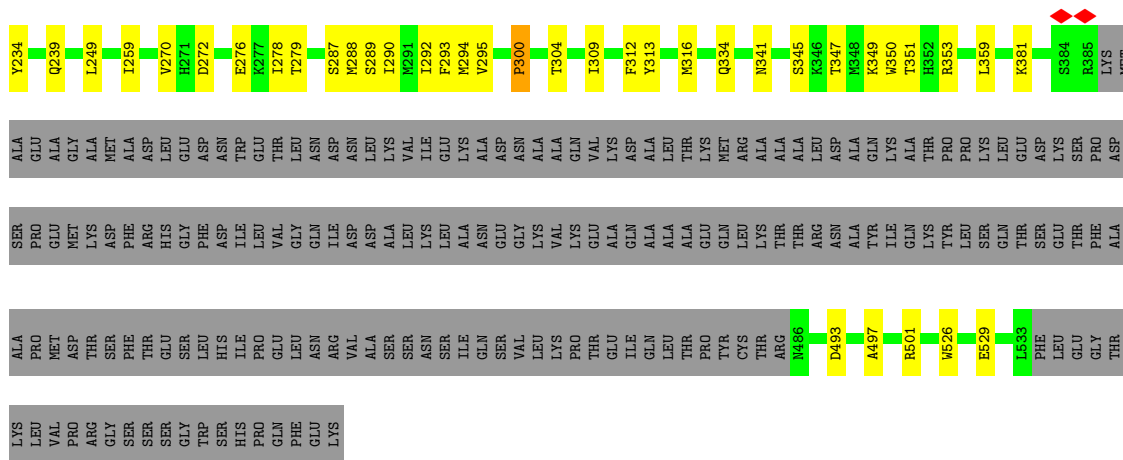 Y234 Q239 L249 I259 V270 H271 D272 E276 K277 I278 T279 S287 M288 S289 I290 M291 I292 F293 M294 V295 P300 T304 I309 F312 Y313 M316 Q334 N341 S345 K346 T347 M348 K349 W350 T351 H352 R353 L359 K381 S384 R385 LYS MET
ALA GLU ALA GLY ALA MET ALA ASP LEU GLU ASP ASN TRP GLU THR LEU ASN ASP ASN LEU LYS VAL ILE GLU LYS ALA ASP ASN ALA ALA GLN VAL LYS ASP ALA LEU THR LYS MET ARG ALA ALA ALA LEU ASP ALA GLN LYS ALA THR PRO PRO LYS LEU GLU ASP LYS SER PRO ASP
SER PRO GLU MET LYS ASP PHE ARG HIS GLY PHE ASP ILE LEU VAL GLY GLN ILE ASP ASP ALA LEU LYS LEU ALA ASN GLU GLY LYS VAL LYS GLU ALA GLN ALA ALA ALA GLU GLN LEU LYS THR THR ARG ASN ALA TYR ILE GLN LYS TYR LEU SER GLN THR SER GLU THR PHE ALA
ALA PRO MET ASP THR SER PHE THR GLU SER LEU HIS ILE PRO GLU LEU ASN ARG VAL ALA SER SER ASN SER ILE GLN SER VAL LEU LYS PRO THR GLU ILE GLN LEU THR PRO TYR CYS THR ARG N486 D493 A497 R501 W526 E529 L533 PHE LEU GLU GLY THR
LYS LEU VAL PRO ARG GLY SER SER SER GLY TRP SER HIS PRO GLN PHE GLU LYS